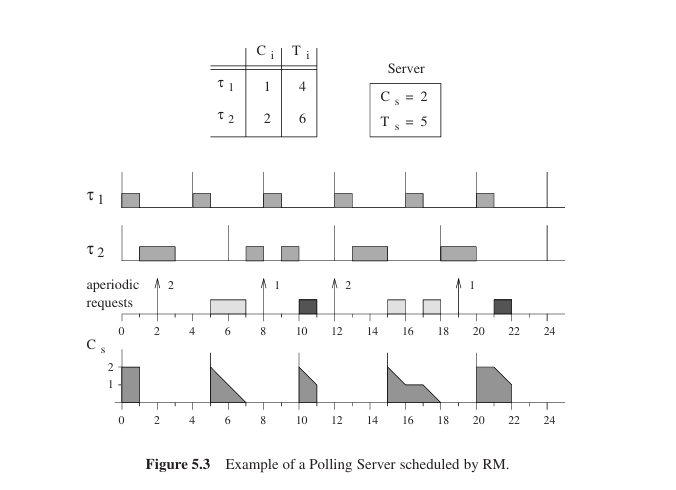 C i T i
Server
τ 1 1 4
C s = 2
τ 2 2 6
T s = 5
τ 1
τ 2
aperiodic 2 1 2 1
requests
0 2 4 6 8 10 12 14 16 18 20 22 24
C s
2
1
0 2 4 6 8 10 12 14 16 18 20 22 24
Figure 5.3 Example of a Polling Server scheduled by RM.